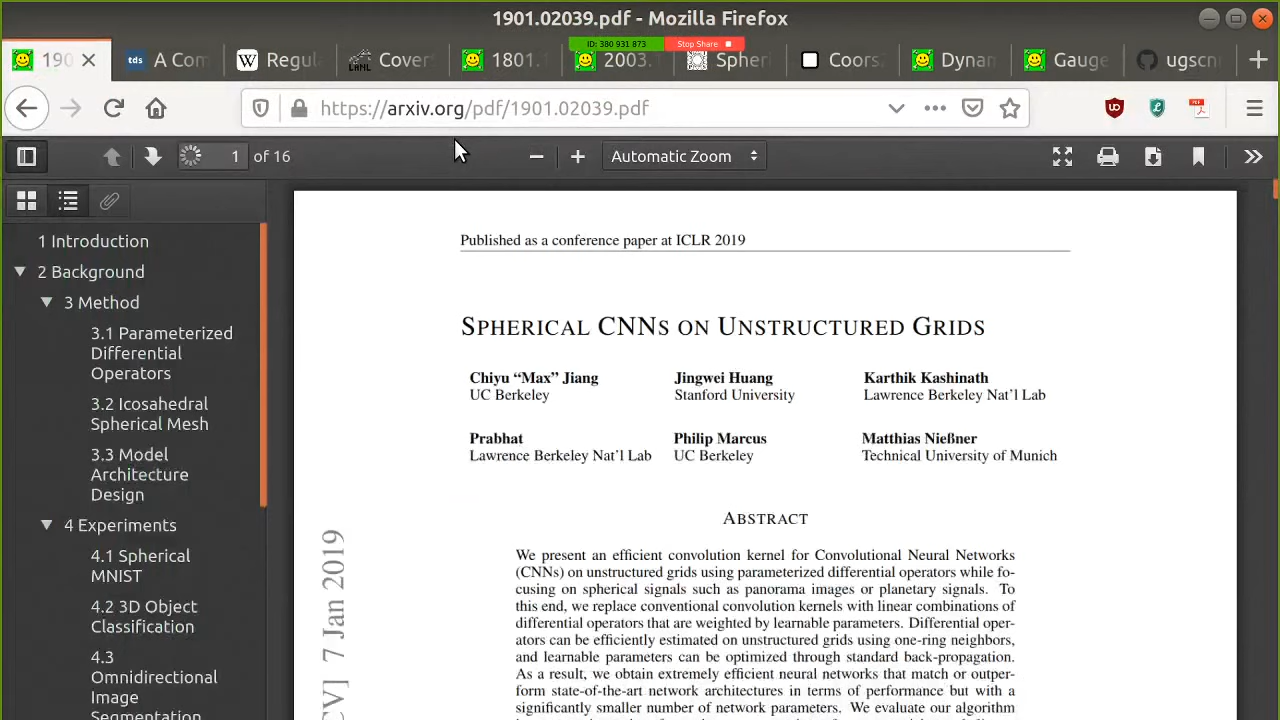 1901.02039.pdf - Mozilla Firefox
ID: 380 931 873
Stop Share
190
tds
A Com
W
Regul
LAML
Cover
1801.
2003.
Spher
Coors
Dynam
Gauge
ugscn
https://arxiv.org/pdf/1901.02039.pdf
1 of 16
Automatic Zoom
1 Introduction
2 Background
3 Method
3.1 Parameterized
Differential
Operators
3.2 Icosahedral
Spherical Mesh
3.3 Model
Architecture
Design
4 Experiments
4.1 Spherical
MNIST
4.2 3D Object
Classification
4.3
Omnidirectional
Image
Segmentation
Published as a conference paper at ICLR 2019
SPHERICAL CNNS ON UNSTRUCTURED GRIDS
Chiyu “Max” Jiang
UC Berkeley
Jingwei Huang
Stanford University
Karthik Kashinath
Lawrence Berkeley Nat’l Lab
Prabhat
Lawrence Berkeley Nat’l Lab
Philip Marcus
UC Berkeley
Matthias Nießner
Technical University of Munich
ABSTRACT
We present an efficient convolution kernel for Convolutional Neural Networks
(CNNs) on unstructured grids using parameterized differential operators while fo-
cusing on spherical signals such as panorama images or planetary signals. To
this end, we replace conventional convolution kernels with linear combinations of
differential operators that are weighted by learnable parameters. Differential oper-
ators can be efficiently estimated on unstructured grids using one-ring neighbors,
and learnable parameters can be optimized through standard back-propagation.
As a result, we obtain extremely efficient neural networks that match or outper-
form state-of-the-art network architectures in terms of performance but with a
significantly smaller number of network parameters. We evaluate our algorithm
CV] 7 Jan 2019